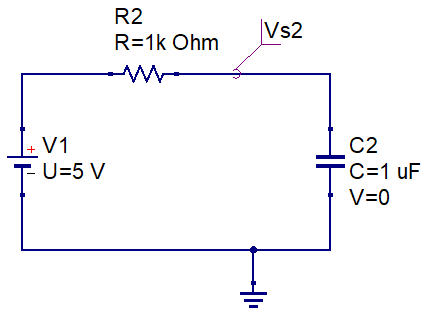 R2
R=1k Ohm
Vs2
+ V1
− U=5 V
C2
C=1 uF
V=0